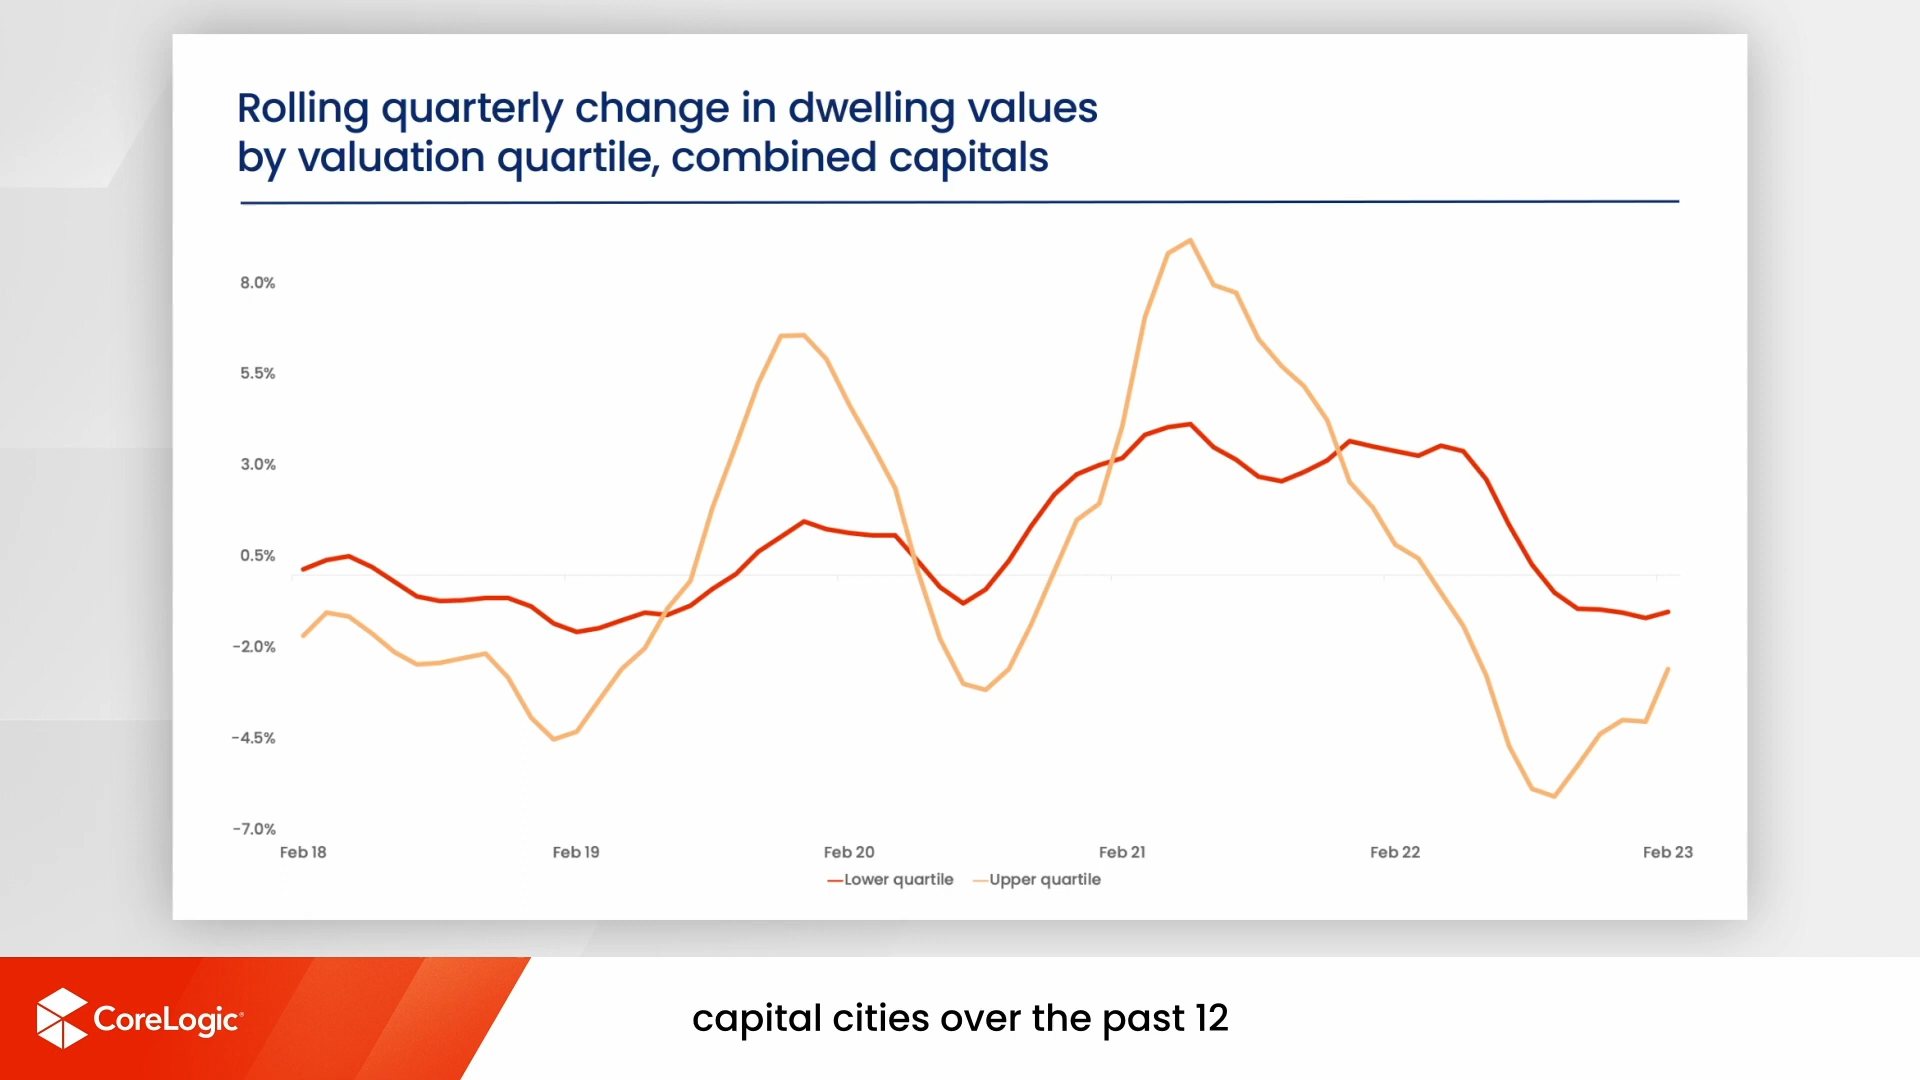 Rolling quarterly change in dwelling values
by valuation quartile, combined capitals
8.0%
5.5%
3.0%
0.5%
-2.0%
-4.5%
-7.0%
Feb 18 Feb 19 Feb 20 Feb 21 Feb 22 Feb 23
Lower quartile Upper quartile
CoreLogic
capital cities over the past 12